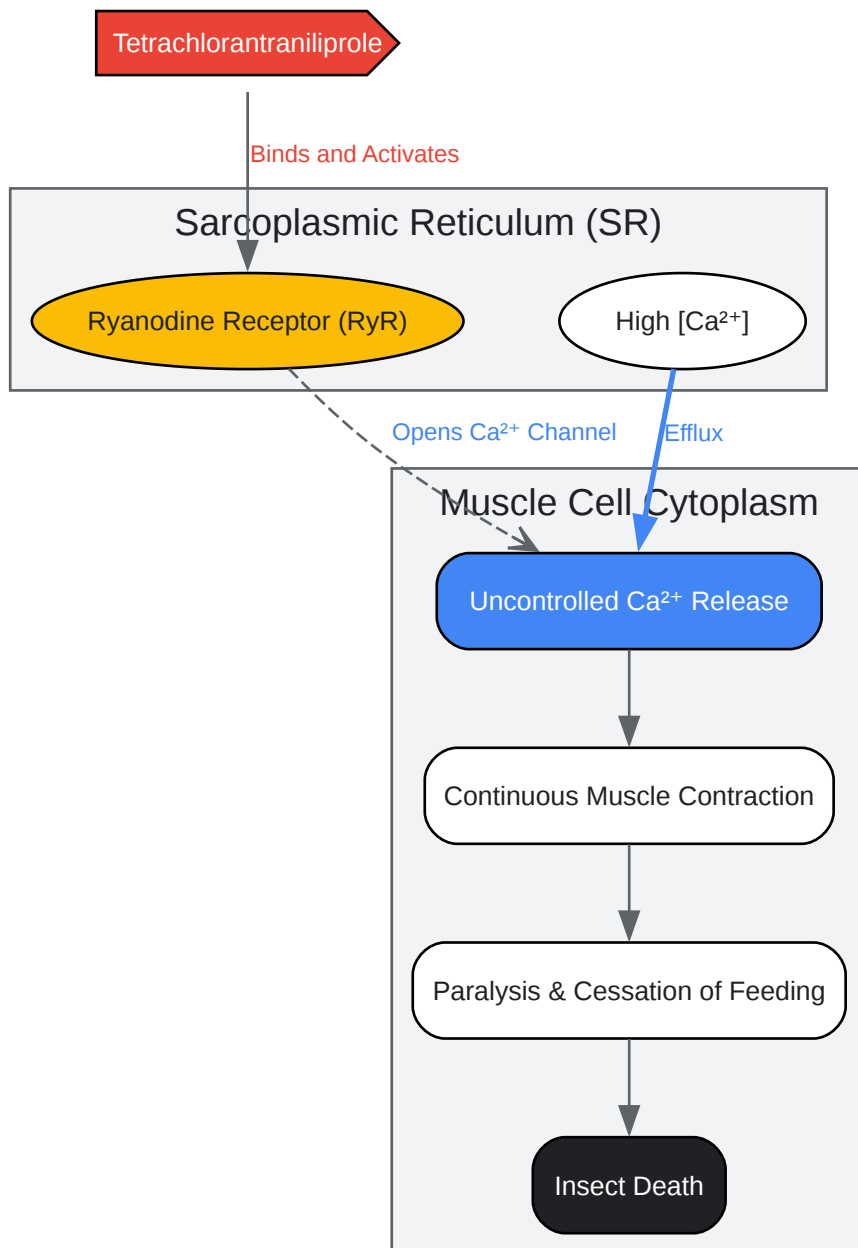 Tetrachlorantraniliprole
Binds and Activates
Sarcoplasmic Reticulum (SR)
Ryanodine Receptor (RyR)
High [Ca²⁺]
Opens Ca²⁺ Channel
Efflux
Muscle Cell Cytoplasm
Uncontrolled Ca²⁺ Release
Continuous Muscle Contraction
Paralysis & Cessation of Feeding
Insect Death